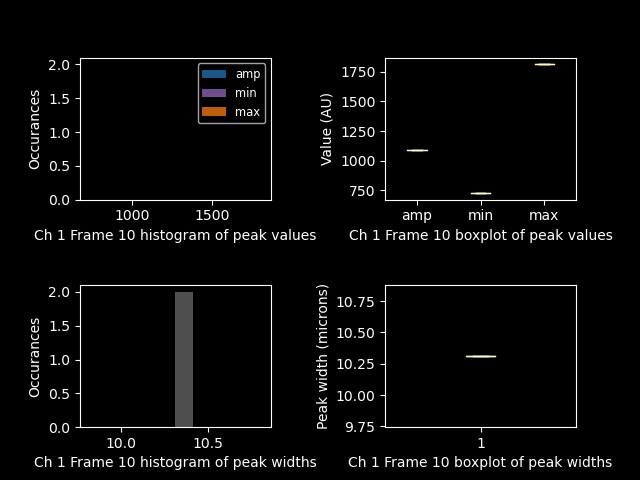 2.0
1.5
1.0
0.5
0.0
Occurances
amp
min
max
1000 1500
Ch 1 Frame 10 histogram of peak values
1750
1500
1250
1000
750
Value (AU)
amp min max
Ch 1 Frame 10 boxplot of peak values
2.0
1.5
1.0
0.5
0.0
Occurances
10.0 10.5
Ch 1 Frame 10 histogram of peak widths
10.75
10.50
10.25
10.00
9.75
Peak width (microns)
1
Ch 1 Frame 10 boxplot of peak widths